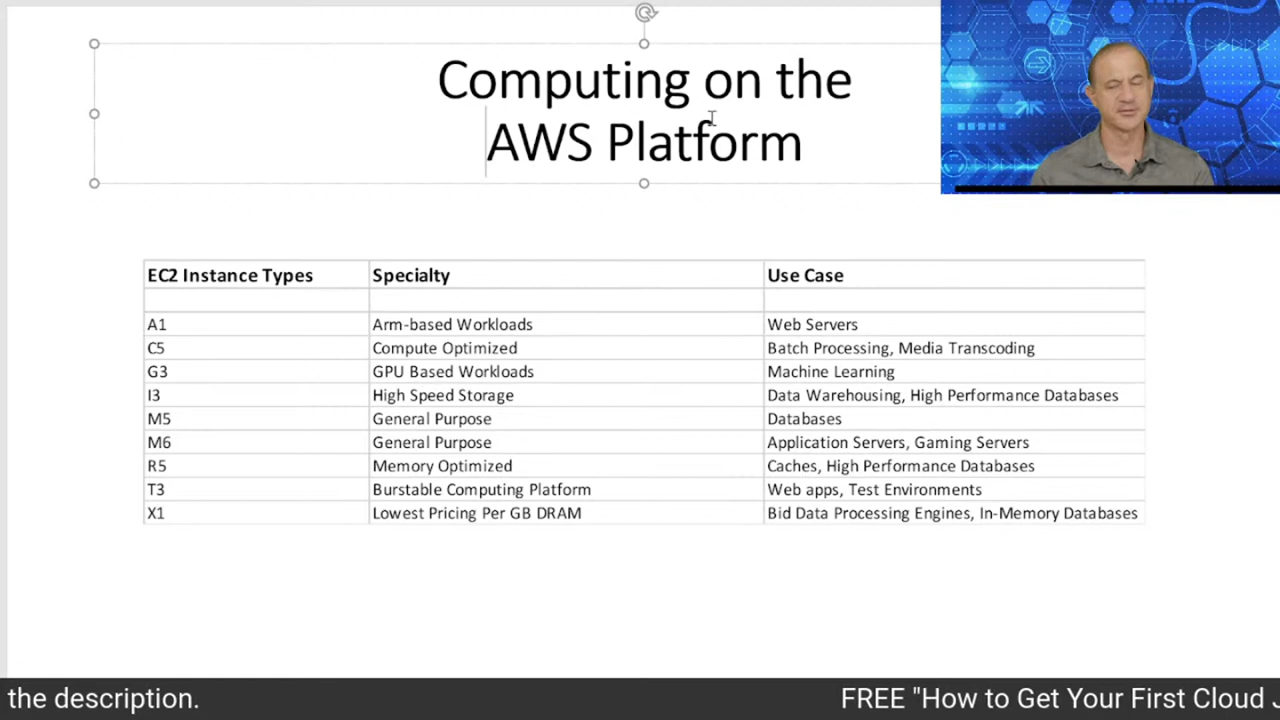 Computing on the
AWS Platform
EC2 Instance Types Specialty Use Case
A1 Arm-based Workloads Web Servers
C5 Compute Optimized Batch Processing, Media Transcoding
G3 GPU Based Workloads Machine Learning
I3 High Speed Storage Data Warehousing, High Performance Databases
M5 General Purpose Databases
M6 General Purpose Application Servers, Gaming Servers
R5 Memory Optimized Caches, High Performance Databases
T3 Burstable Computing Platform Web apps, Test Environments
X1 Lowest Pricing Per GB DRAM Bid Data Processing Engines, In-Memory Databases
the description. FREE "How to Get Your First Cloud